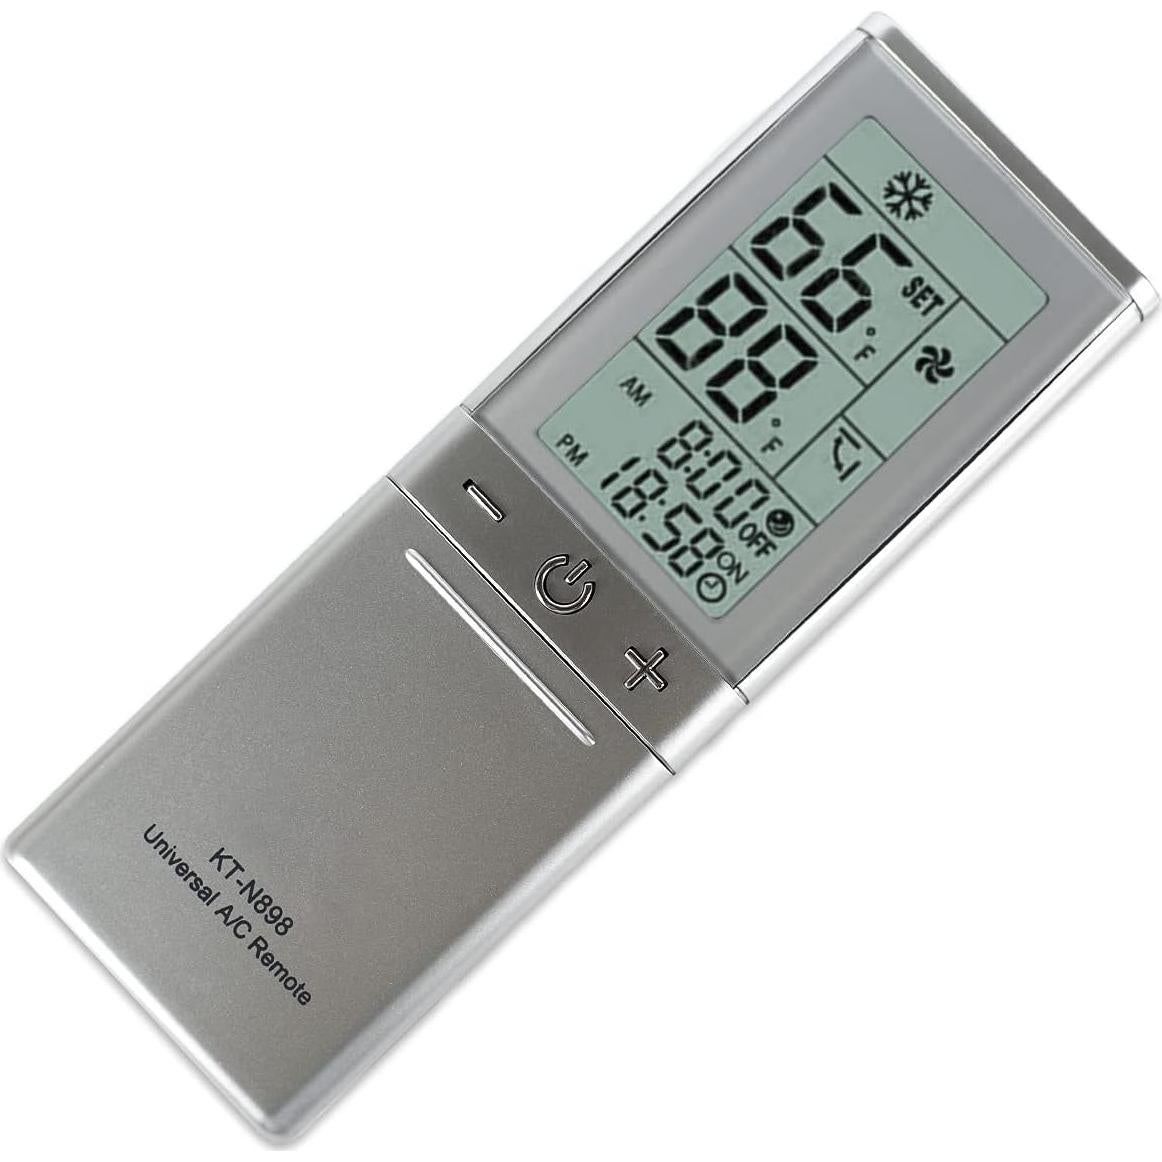 66 °F SET
88 °F
AM 8:00 OFF
PM 18:58 ON
KT-N898
Universal A/C Remote